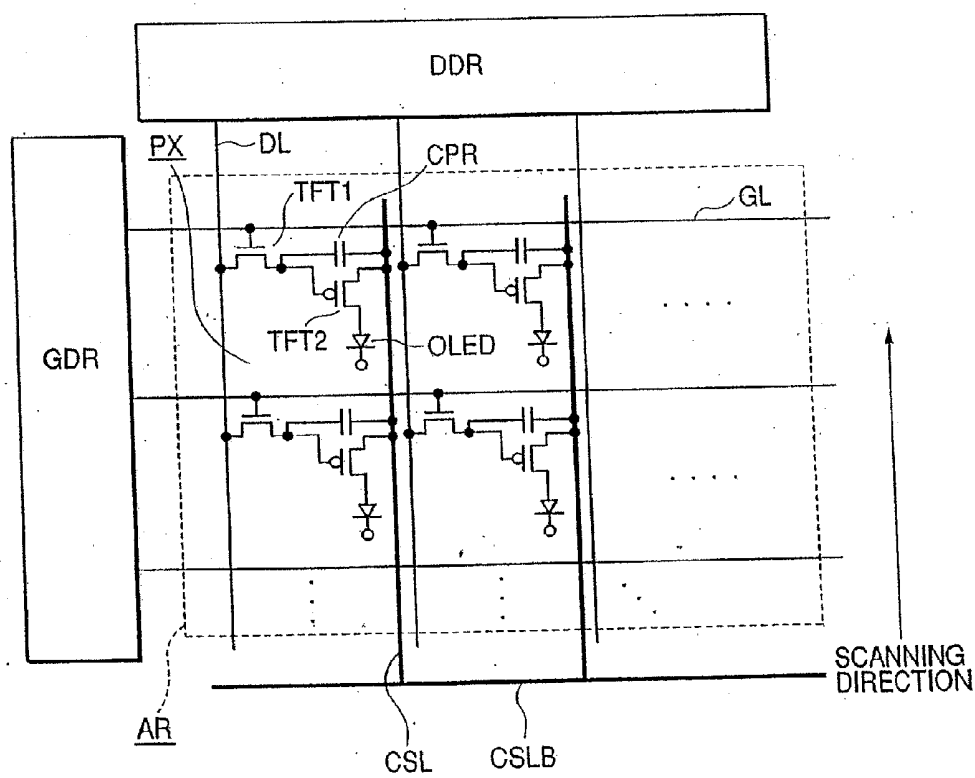 DDR
PX
DL
CPR
TFT1
GL
GDR
TFT2
OLED
SCANNING
DIRECTION
AR
CSL
CSLB